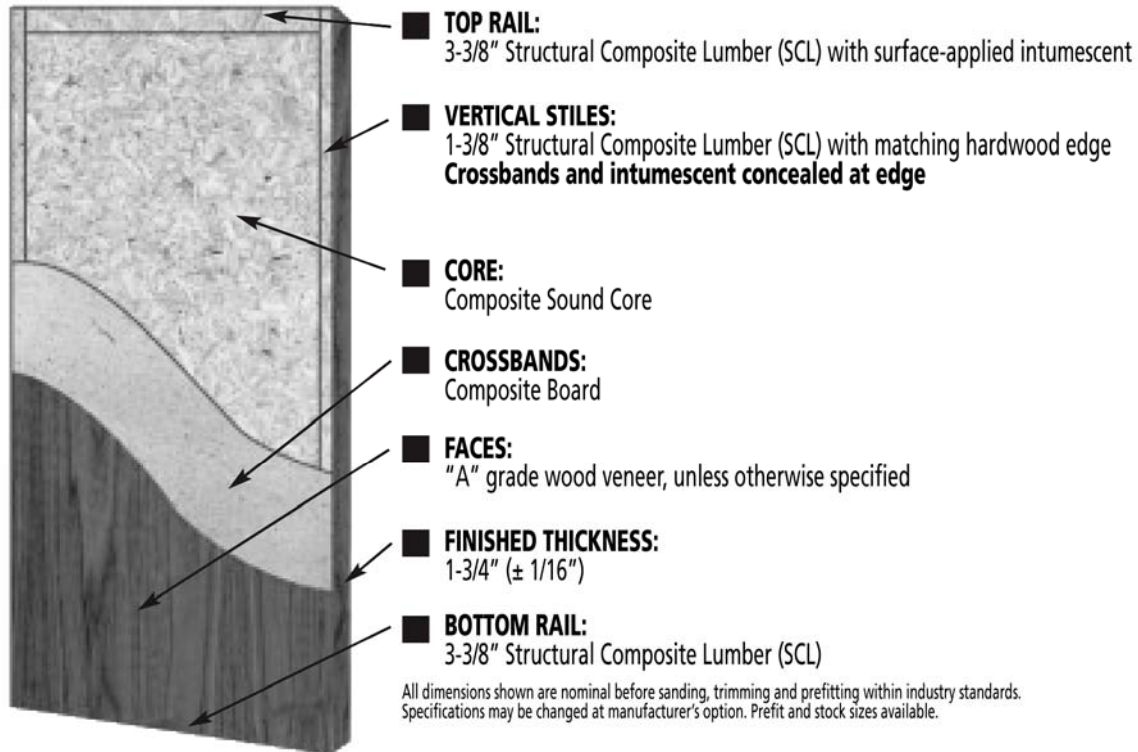 TOP RAIL:
3-3/8" Structural Composite Lumber (SCL) with surface-applied intumescent
VERTICAL STILES:
1-3/8" Structural Composite Lumber (SCL) with matching hardwood edge
Crossbands and intumescent concealed at edge
CORE:
Composite Sound Core
CROSSBANDS:
Composite Board
FACES:
"A" grade wood veneer, unless otherwise specified
FINISHED THICKNESS:
1-3/4" (± 1/16")
BOTTOM RAIL:
3-3/8" Structural Composite Lumber (SCL)
All dimensions shown are nominal before sanding, trimming and prefitting within industry standards.
Specifications may be changed at manufacturer's option. Prefit and stock sizes available.